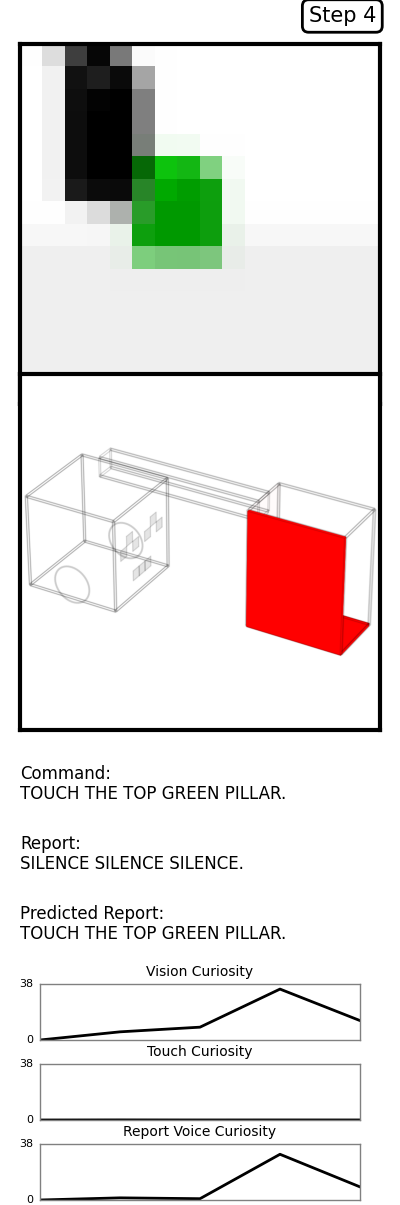 Step 4
Command:
TOUCH THE TOP GREEN PILLAR.
Report:
SILENCE SILENCE SILENCE.
Predicted Report:
TOUCH THE TOP GREEN PILLAR.
Vision Curiosity
38
0
Touch Curiosity
38
0
Report Voice Curiosity
38
0